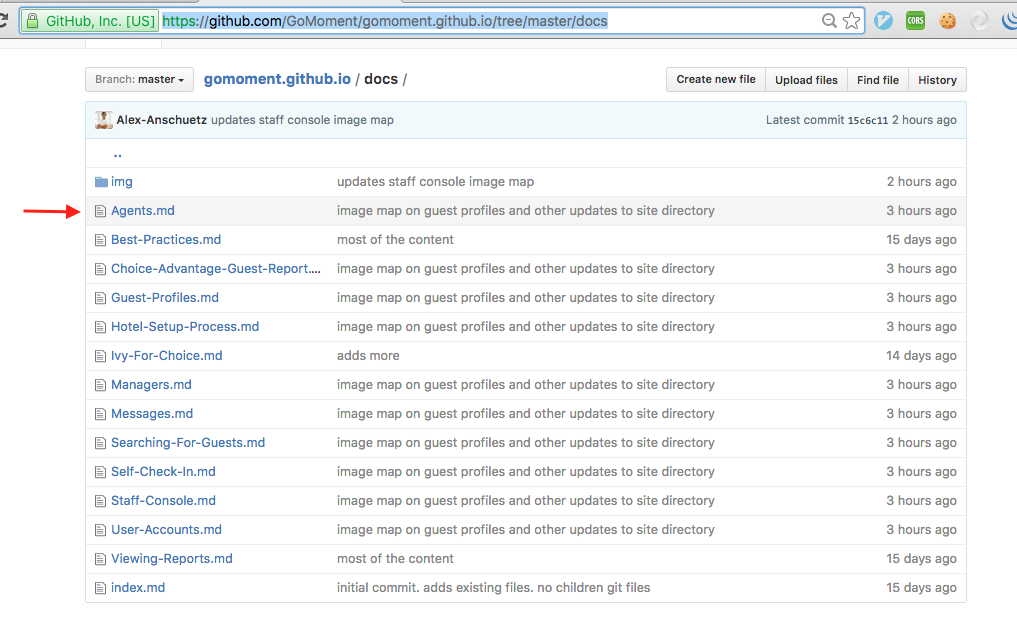 GitHub, Inc. [US] https://github.com/GoMoment/gomoment.github.io/tree/master/docs CORS
Branch: master gomoment.github.io / docs / Create new file Upload files Find file History
Alex-Anschuetz updates staff console image map Latest commit 15c6c11 2 hours ago
..
img updates staff console image map 2 hours ago
Agents.md image map on guest profiles and other updates to site directory 3 hours ago
Best-Practices.md most of the content 15 days ago
Choice-Advantage-Guest-Report.... image map on guest profiles and other updates to site directory 3 hours ago
Guest-Profiles.md image map on guest profiles and other updates to site directory 3 hours ago
Hotel-Setup-Process.md image map on guest profiles and other updates to site directory 3 hours ago
Ivy-For-Choice.md adds more 14 days ago
Managers.md image map on guest profiles and other updates to site directory 3 hours ago
Messages.md image map on guest profiles and other updates to site directory 3 hours ago
Searching-For-Guests.md image map on guest profiles and other updates to site directory 3 hours ago
Self-Check-In.md image map on guest profiles and other updates to site directory 3 hours ago
Staff-Console.md image map on guest profiles and other updates to site directory 3 hours ago
User-Accounts.md image map on guest profiles and other updates to site directory 3 hours ago
Viewing-Reports.md most of the content 15 days ago
index.md initial commit. adds existing files. no children git files 15 days ago